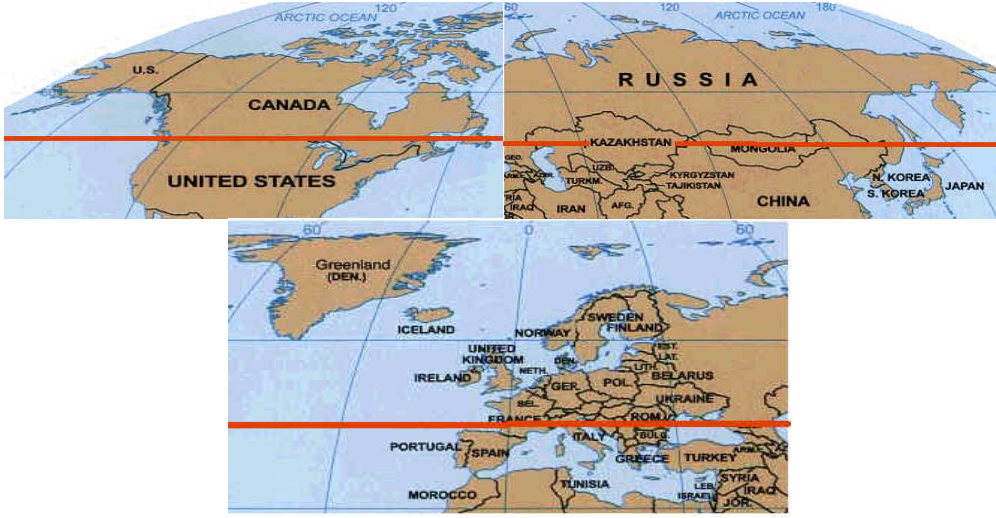 ARCTIC OCEAN
120
U.S.
CANADA
UNITED STATES
60
ARCTIC OCEAN
120
180
RUSSIA
KAZAKHSTAN
MONGOLIA
GEO.
UZB.
KYRGYZSTAN
TURKM.
TAJIKISTAN
N. KOREA
S. KOREA
JAPAN
IRAQ
IRAN
AFG.
CHINA
60
0
60
Greenland
(DEN.)
ICELAND
SWEDEN
NORWAY
FINLAND
EST.
LAT.
UNITED
KINGDOM
DEN.
LITH.
IRELAND
NETH.
GER.
POL.
BELARUS
BEL.
UKRAINE
FRANCE
ROM.
PORTUGAL
SPAIN
ITALY
BULG.
GREECE
TURKEY
ARM.
MOROCCO
TUNISIA
LEB.
SYRIA
ISRAEL
IRAQ
JOR.